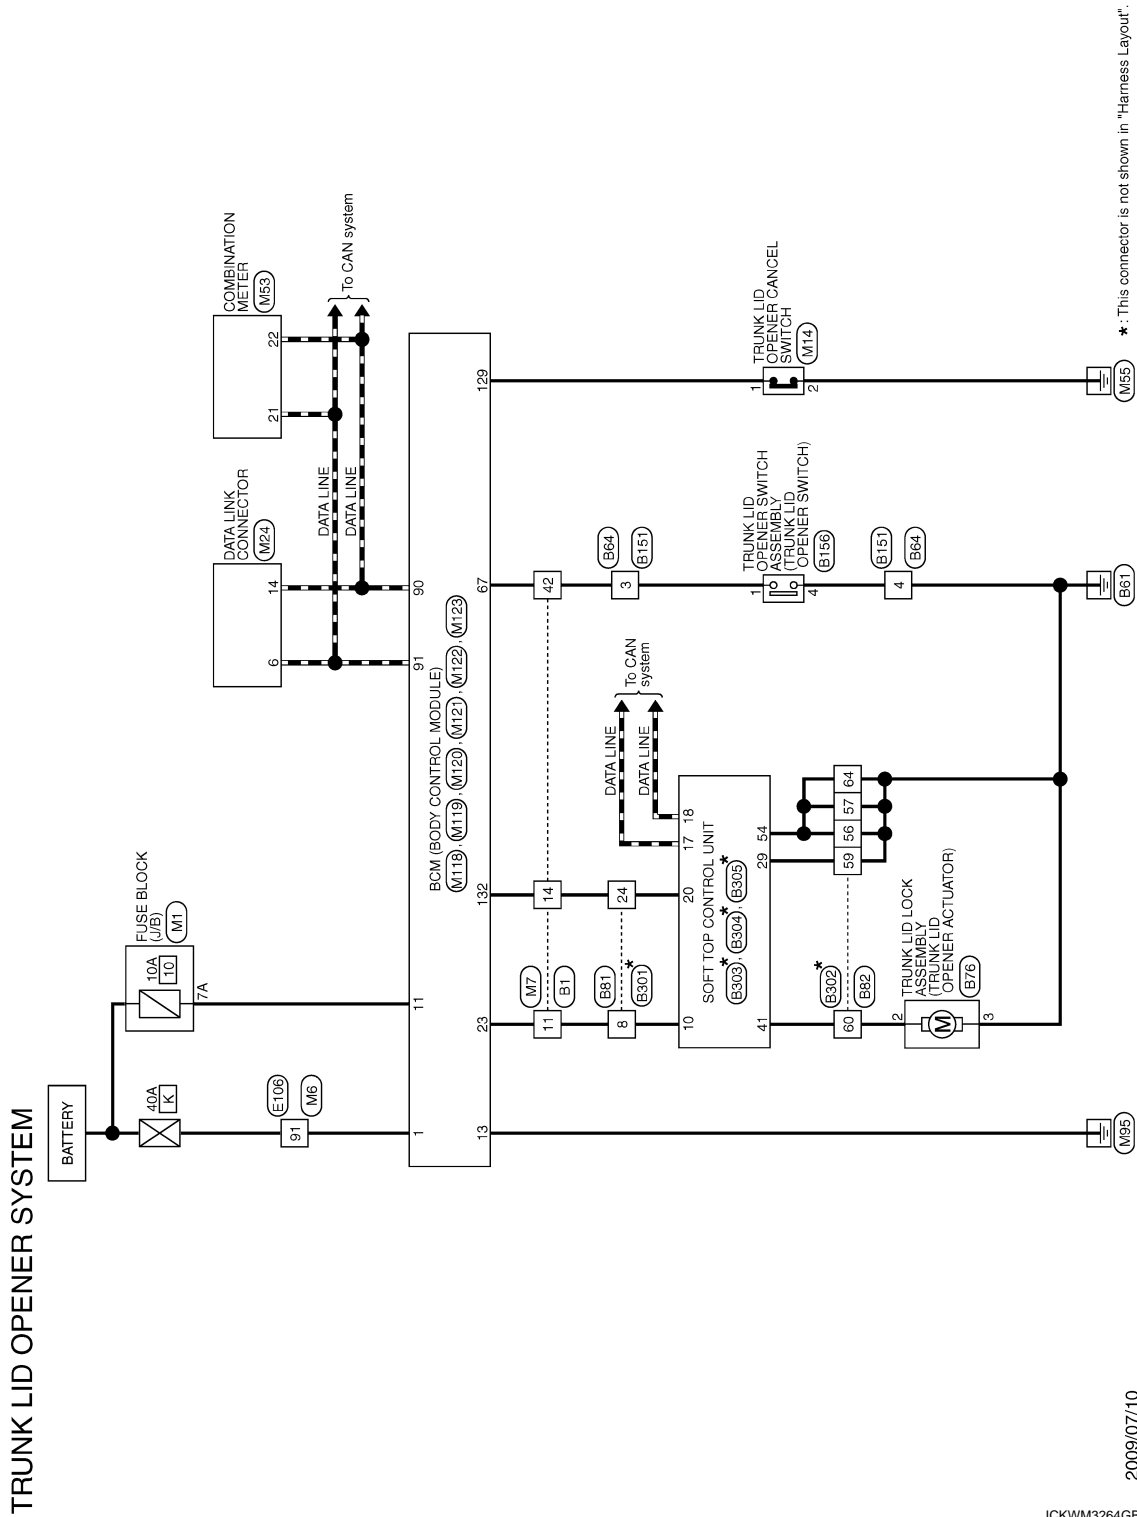 TRUNK LID OPENER SYSTEM
BATTERY
40A
K
FUSE BLOCK
(J/B)
M1
10A
10
7A
E106
91
M6
DATA LINK
CONNECTOR
M24
6
14
COMBINATION
METER
M53
21
22
DATA LINE
DATA LINE
To CAN system
1
11
91
90
BCM (BODY CONTROL MODULE)
M118 , M119 , M120 , M121 , M122 , M123
13
23
132
67
129
M7
11
14
42
B1
B81
8
24
B301
*
B64
3
B151
DATA LINE
DATA LINE
To CAN
system
10
20
17
18
SOFT TOP CONTROL UNIT
B303 * , B304 * , B305 *
41
29
54
TRUNK LID
OPENER SWITCH
ASSEMBLY
(TRUNK LID
OPENER SWITCH)
B156
1
4
TRUNK LID
OPENER CANCEL
SWITCH
M14
1
2
B302
*
60
59
56
57
64
B82
B151
4
B64
TRUNK LID LOCK
ASSEMBLY
(TRUNK LID
OPENER ACTUATOR)
B76
2
M
3
M95
B61
M55
* : This connector is not shown in "Harness Layout".
2009/07/10